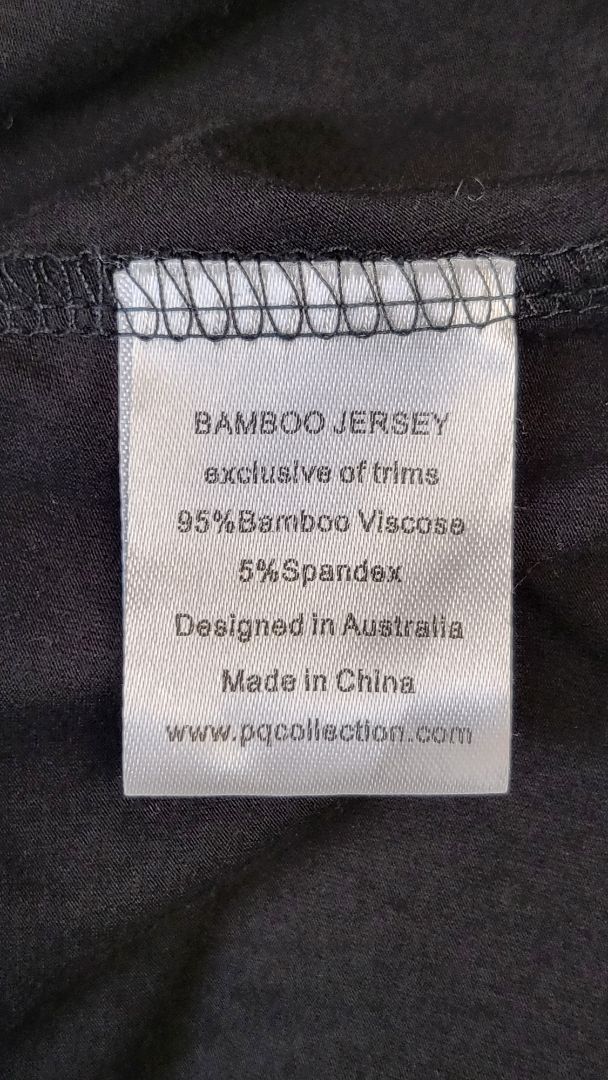 BAMBOO JERSEY
exclusive of trims
95%Bamboo Viscose
5%Spandex
Designed in Australia
Made in China
www.pqcollection.com